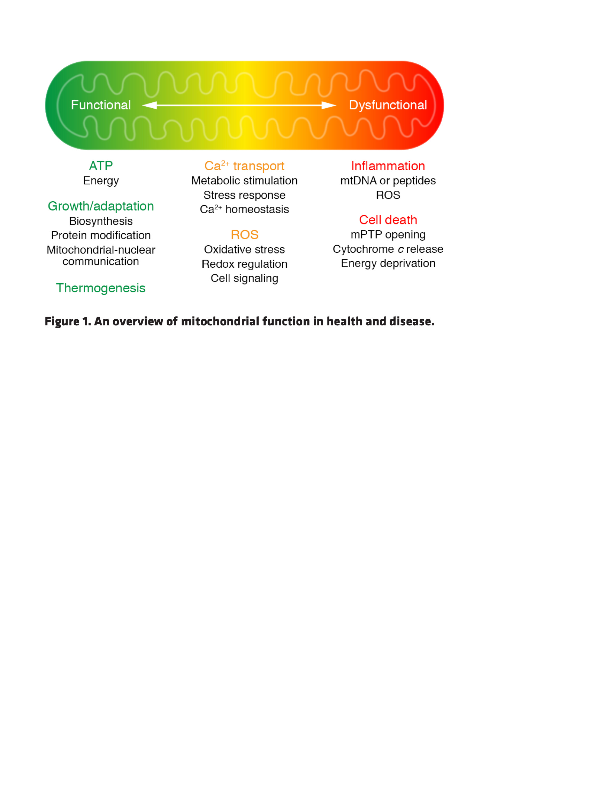 Functional
Dysfunctional
ATP
Energy
Growth/adaptation
Biosynthesis
Protein modification
Mitochondrial-nuclear
communication
Thermogenesis
Ca²⁺ transport
Metabolic stimulation
Stress response
Ca²⁺ homeostasis
ROS
Oxidative stress
Redox regulation
Cell signaling
Inflammation
mtDNA or peptides
ROS
Cell death
mPTP opening
Cytochrome c release
Energy deprivation
Figure 1. An overview of mitochondrial function in health and disease.